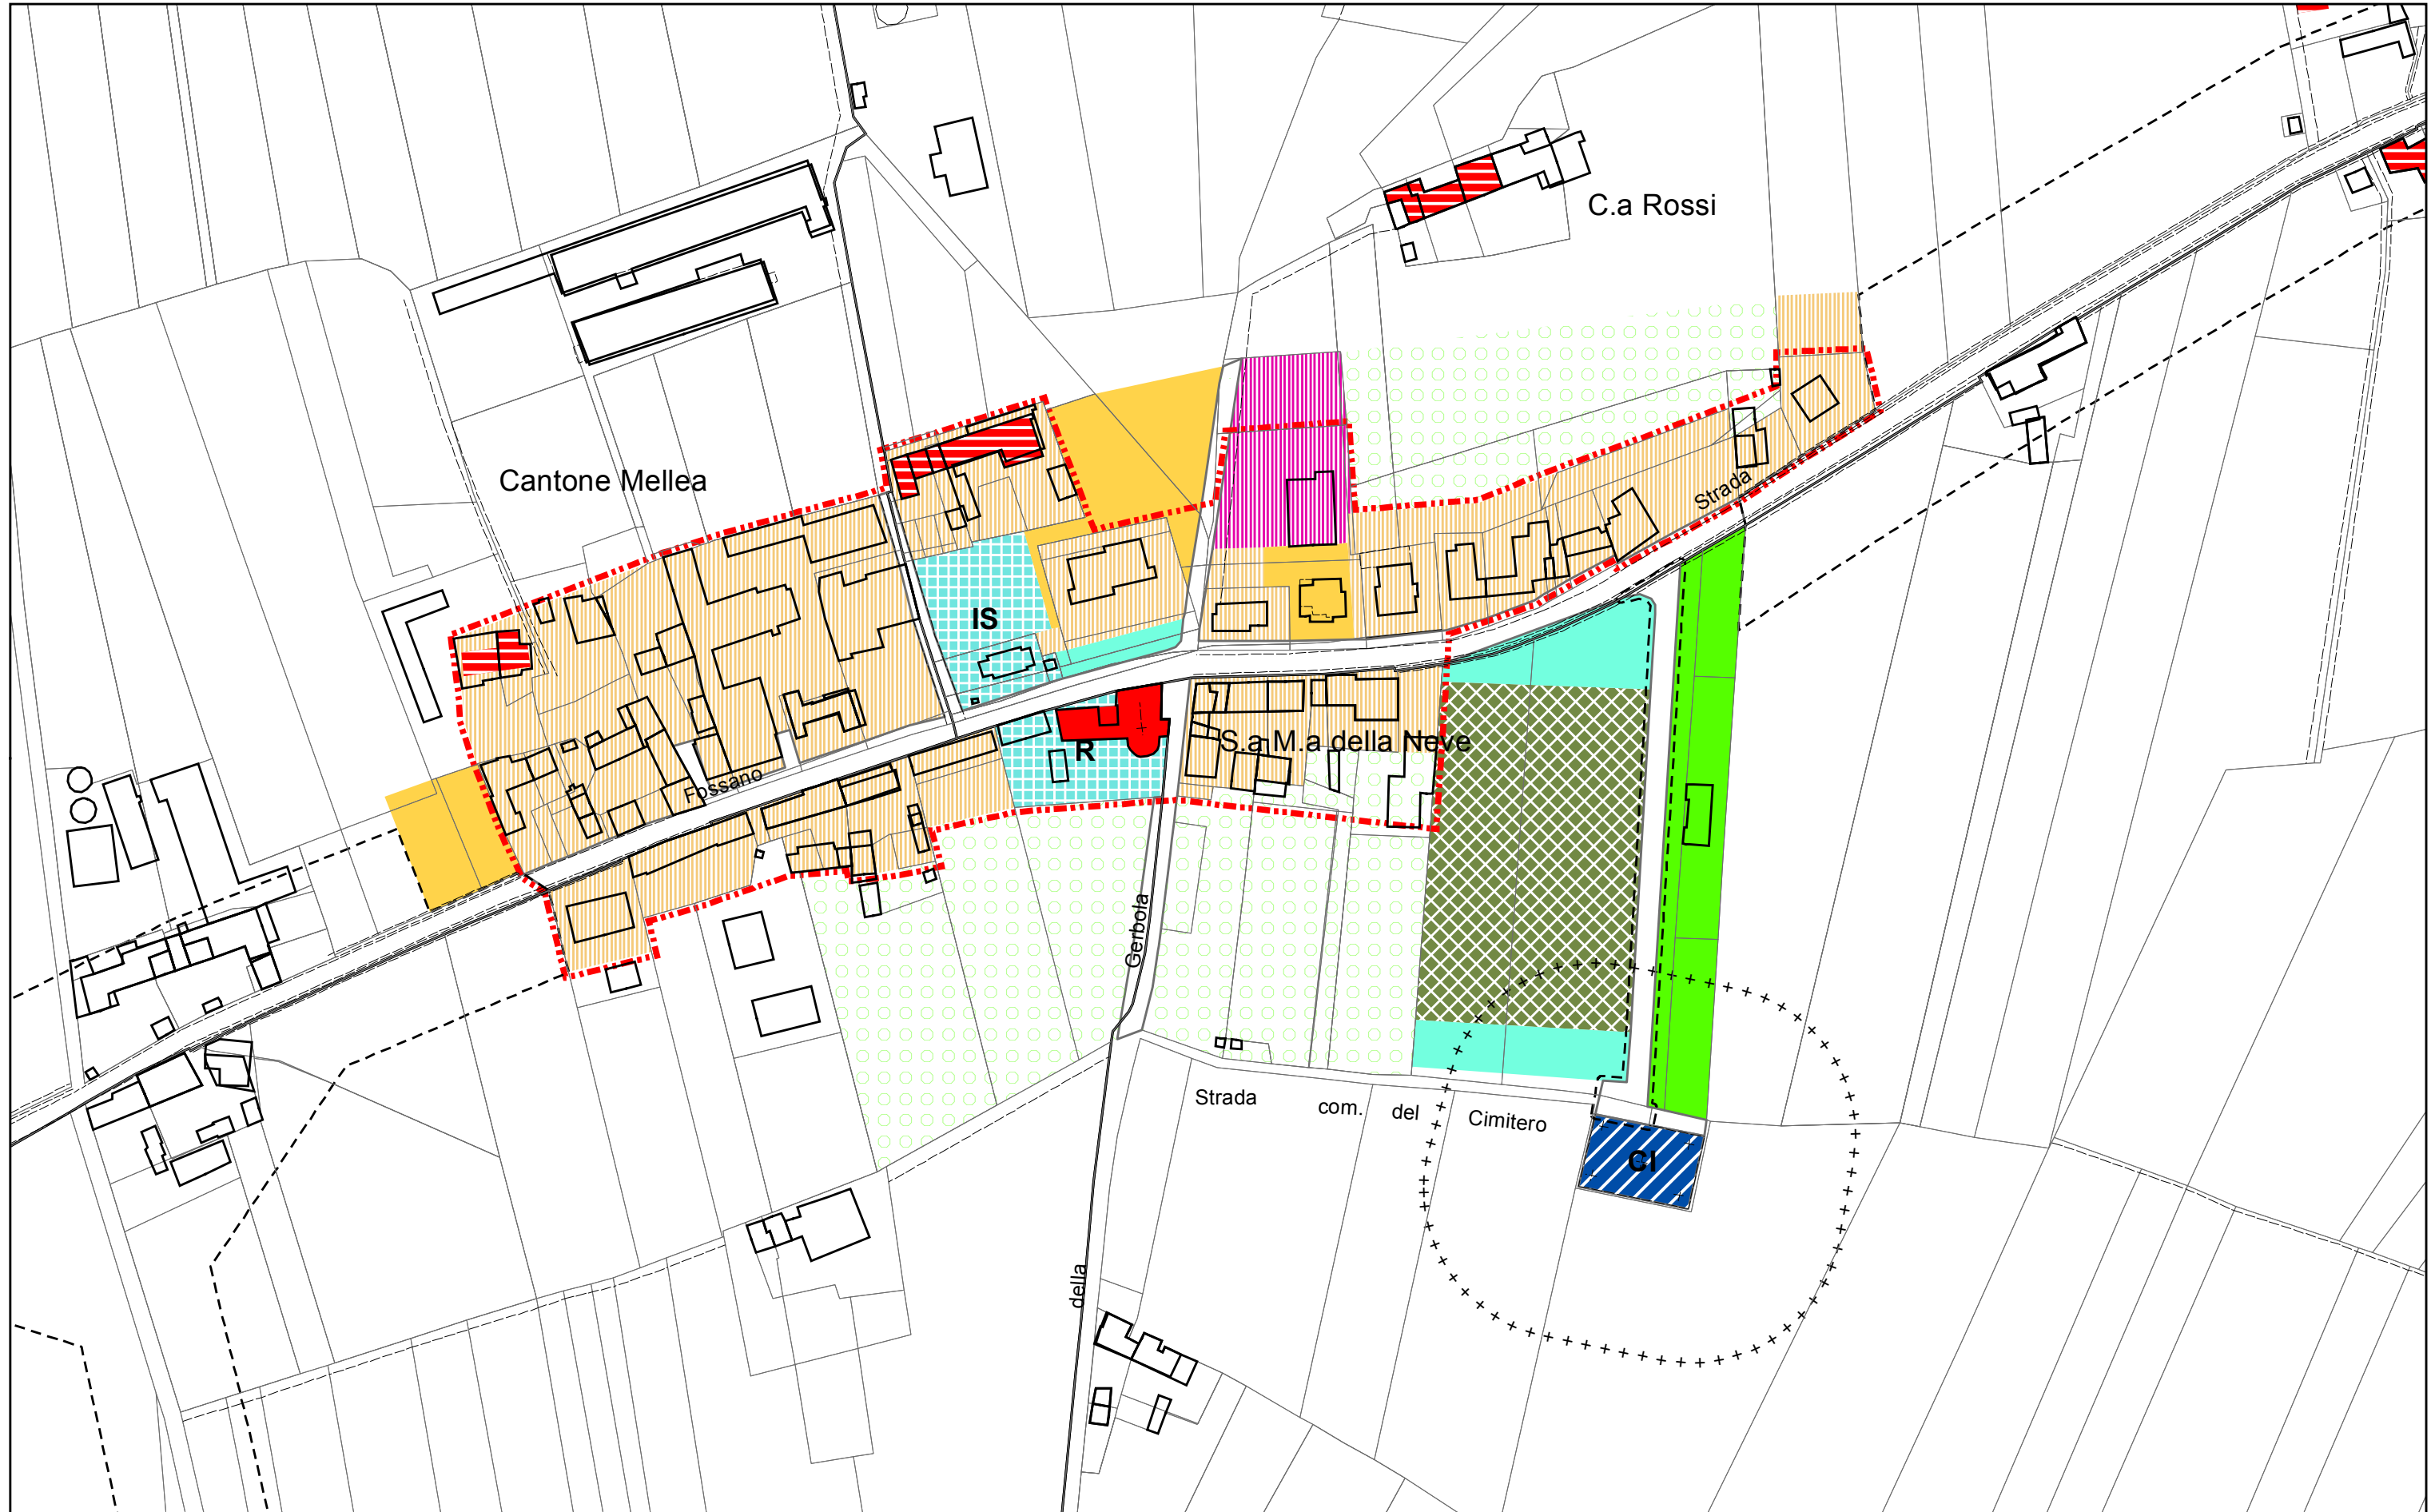 C.a Rossi
Cantone Mellea
Strada
IS
R
S.a M.a della Neve
Fossano
Gerbola
Strada com. del Cimitero
CI
della